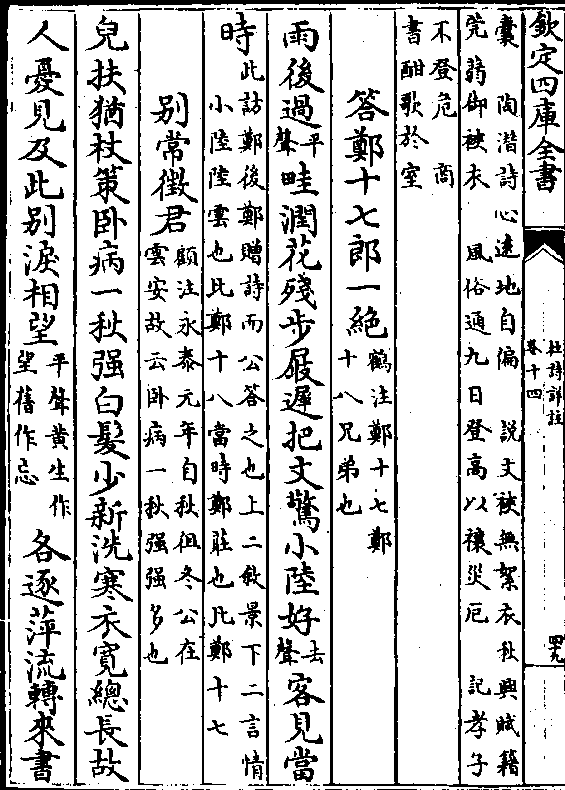 欽定四庫全書
杜詩詳註
卷十四
四九
囊 陶潛詩心遠地自偏 說文袂無絮衣秋興賦籍
莞蒻御袂衣 風俗通九日登高以禳災厄 記孝子
不登危 商
書酣歌於室
答鄭十七郎一絶
鶴注鄭十七鄭
十八兄弟也
雨後過
平
聲
畦潤花殘步屐遲把文驚小陸好
去
聲
客見當
時
此訪鄭後鄭贈詩而公答之也上二敘景下二言情
小陸陸雲也比鄭十八當時鄭莊也比鄭十七
别常徵君
顧注永泰元年自秋徂冬公在
雲安故云卧病一秋强强多也
兒扶猶杖策卧病一秋强白髮少新洗寒衣寛總長故
人憂見及此别淚相望
平聲黄生作
望舊作忘
各逐萍流轉來書